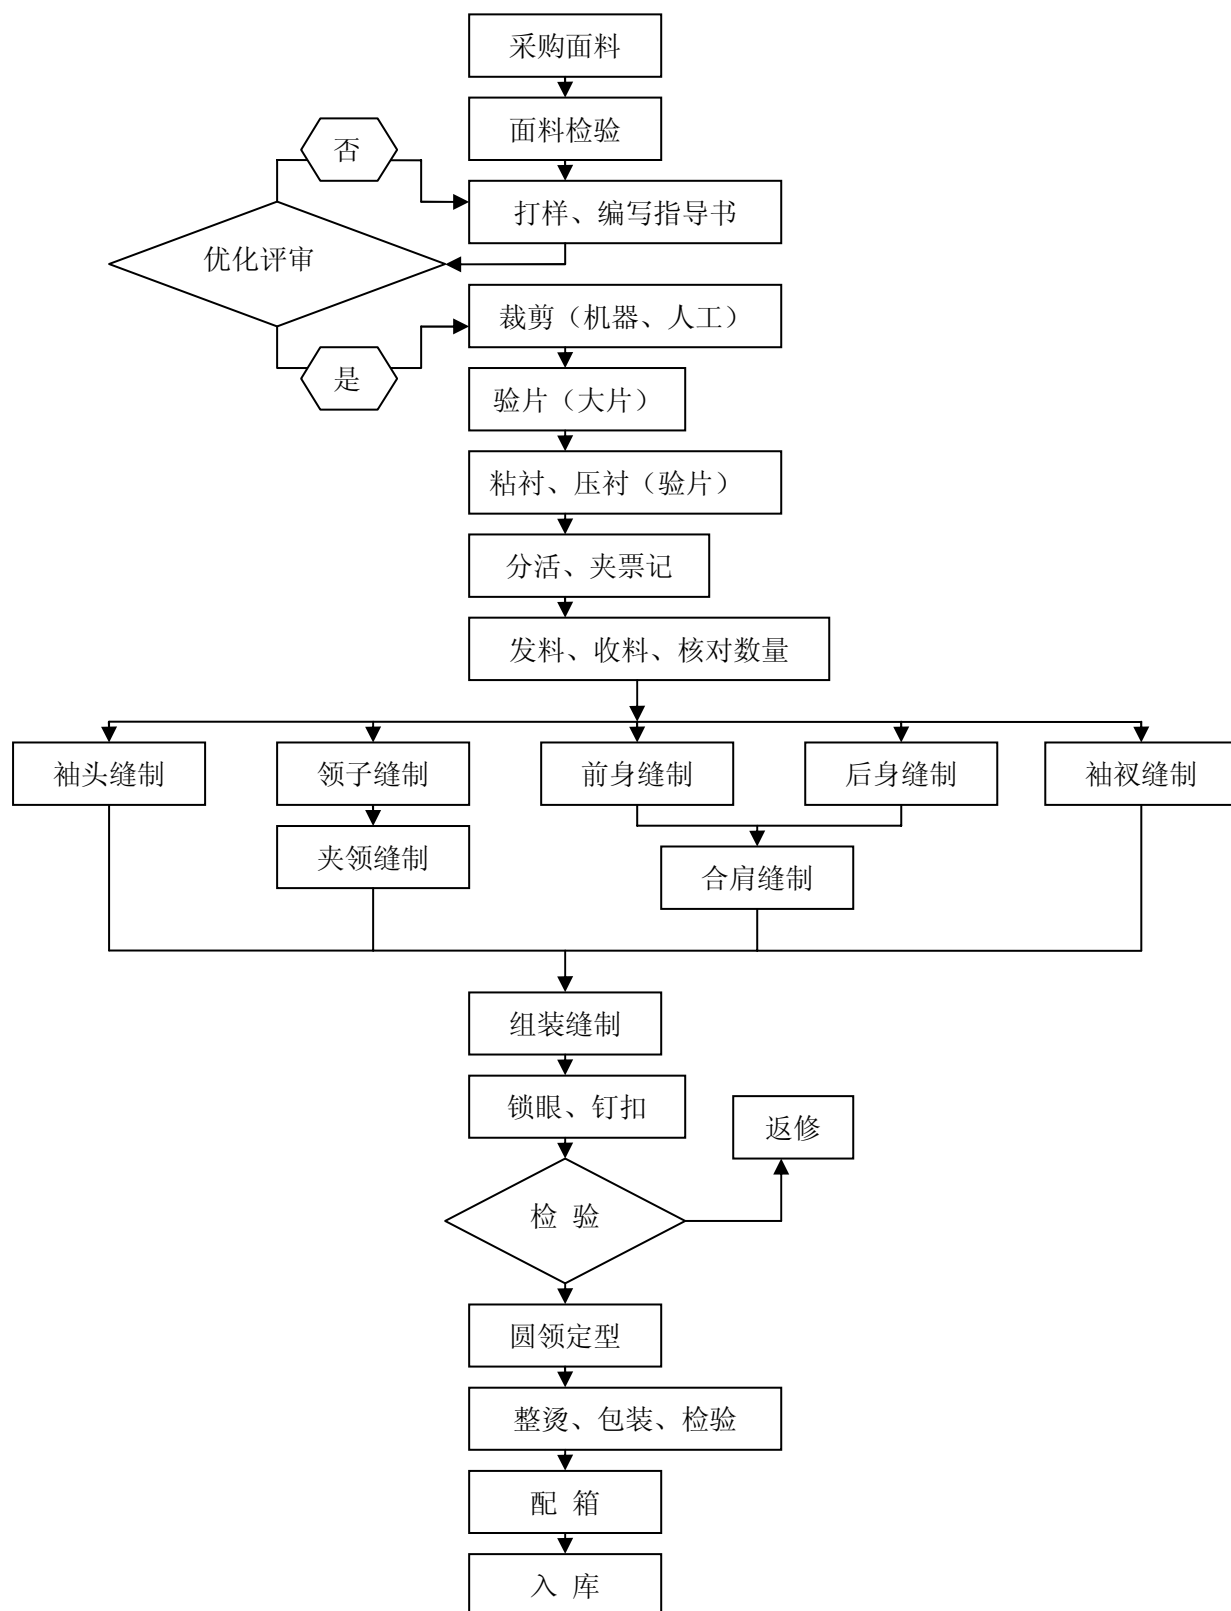 采购面料
面料检验
否
打样、编写指导书
优化评审
裁剪（机器、人工）
是
验片（大片）
粘衬、压衬（验片）
分活、夹票记
发料、收料、核对数量
袖头缝制
领子缝制
前身缝制
后身缝制
袖衩缝制
夹领缝制
合肩缝制
组装缝制
锁眼、钉扣
返修
检 验
圆领定型
整烫、包装、检验
配 箱
入 库